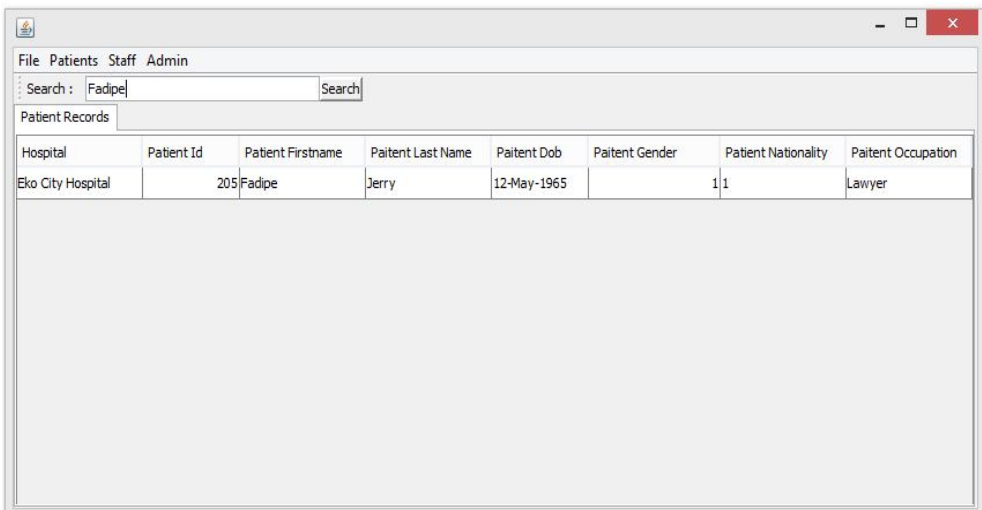 File Patients Staff Admin
Search : Fadipe Search
Patient Records
Hospital Patient Id Patient Firstname Paitent Last Name Paitent Dob Paitent Gender Patient Nationality Paitent Occupation
Eko City Hospital 205 Fadipe Jerry 12-May-1965 1 1 Lawyer